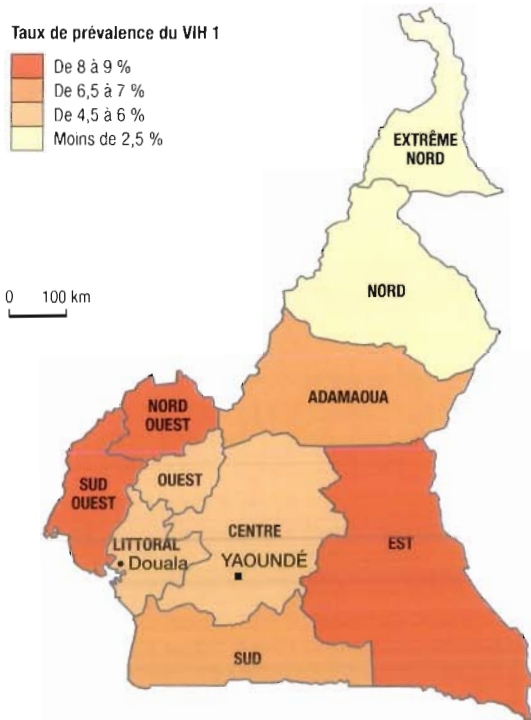 Taux de prévalence du VIH 1
De 8 à 9 %
De 6,5 à 7 %
De 4,5 à 6 %
Moins de 2,5 %
0 100 km
EXTRÊME
NORD
NORD
ADAMAOUA
NORD
OUEST
SUD
OUEST
OUEST
CENTRE
EST
LITTORAL
Douala
YAOUNDÉ
SUD